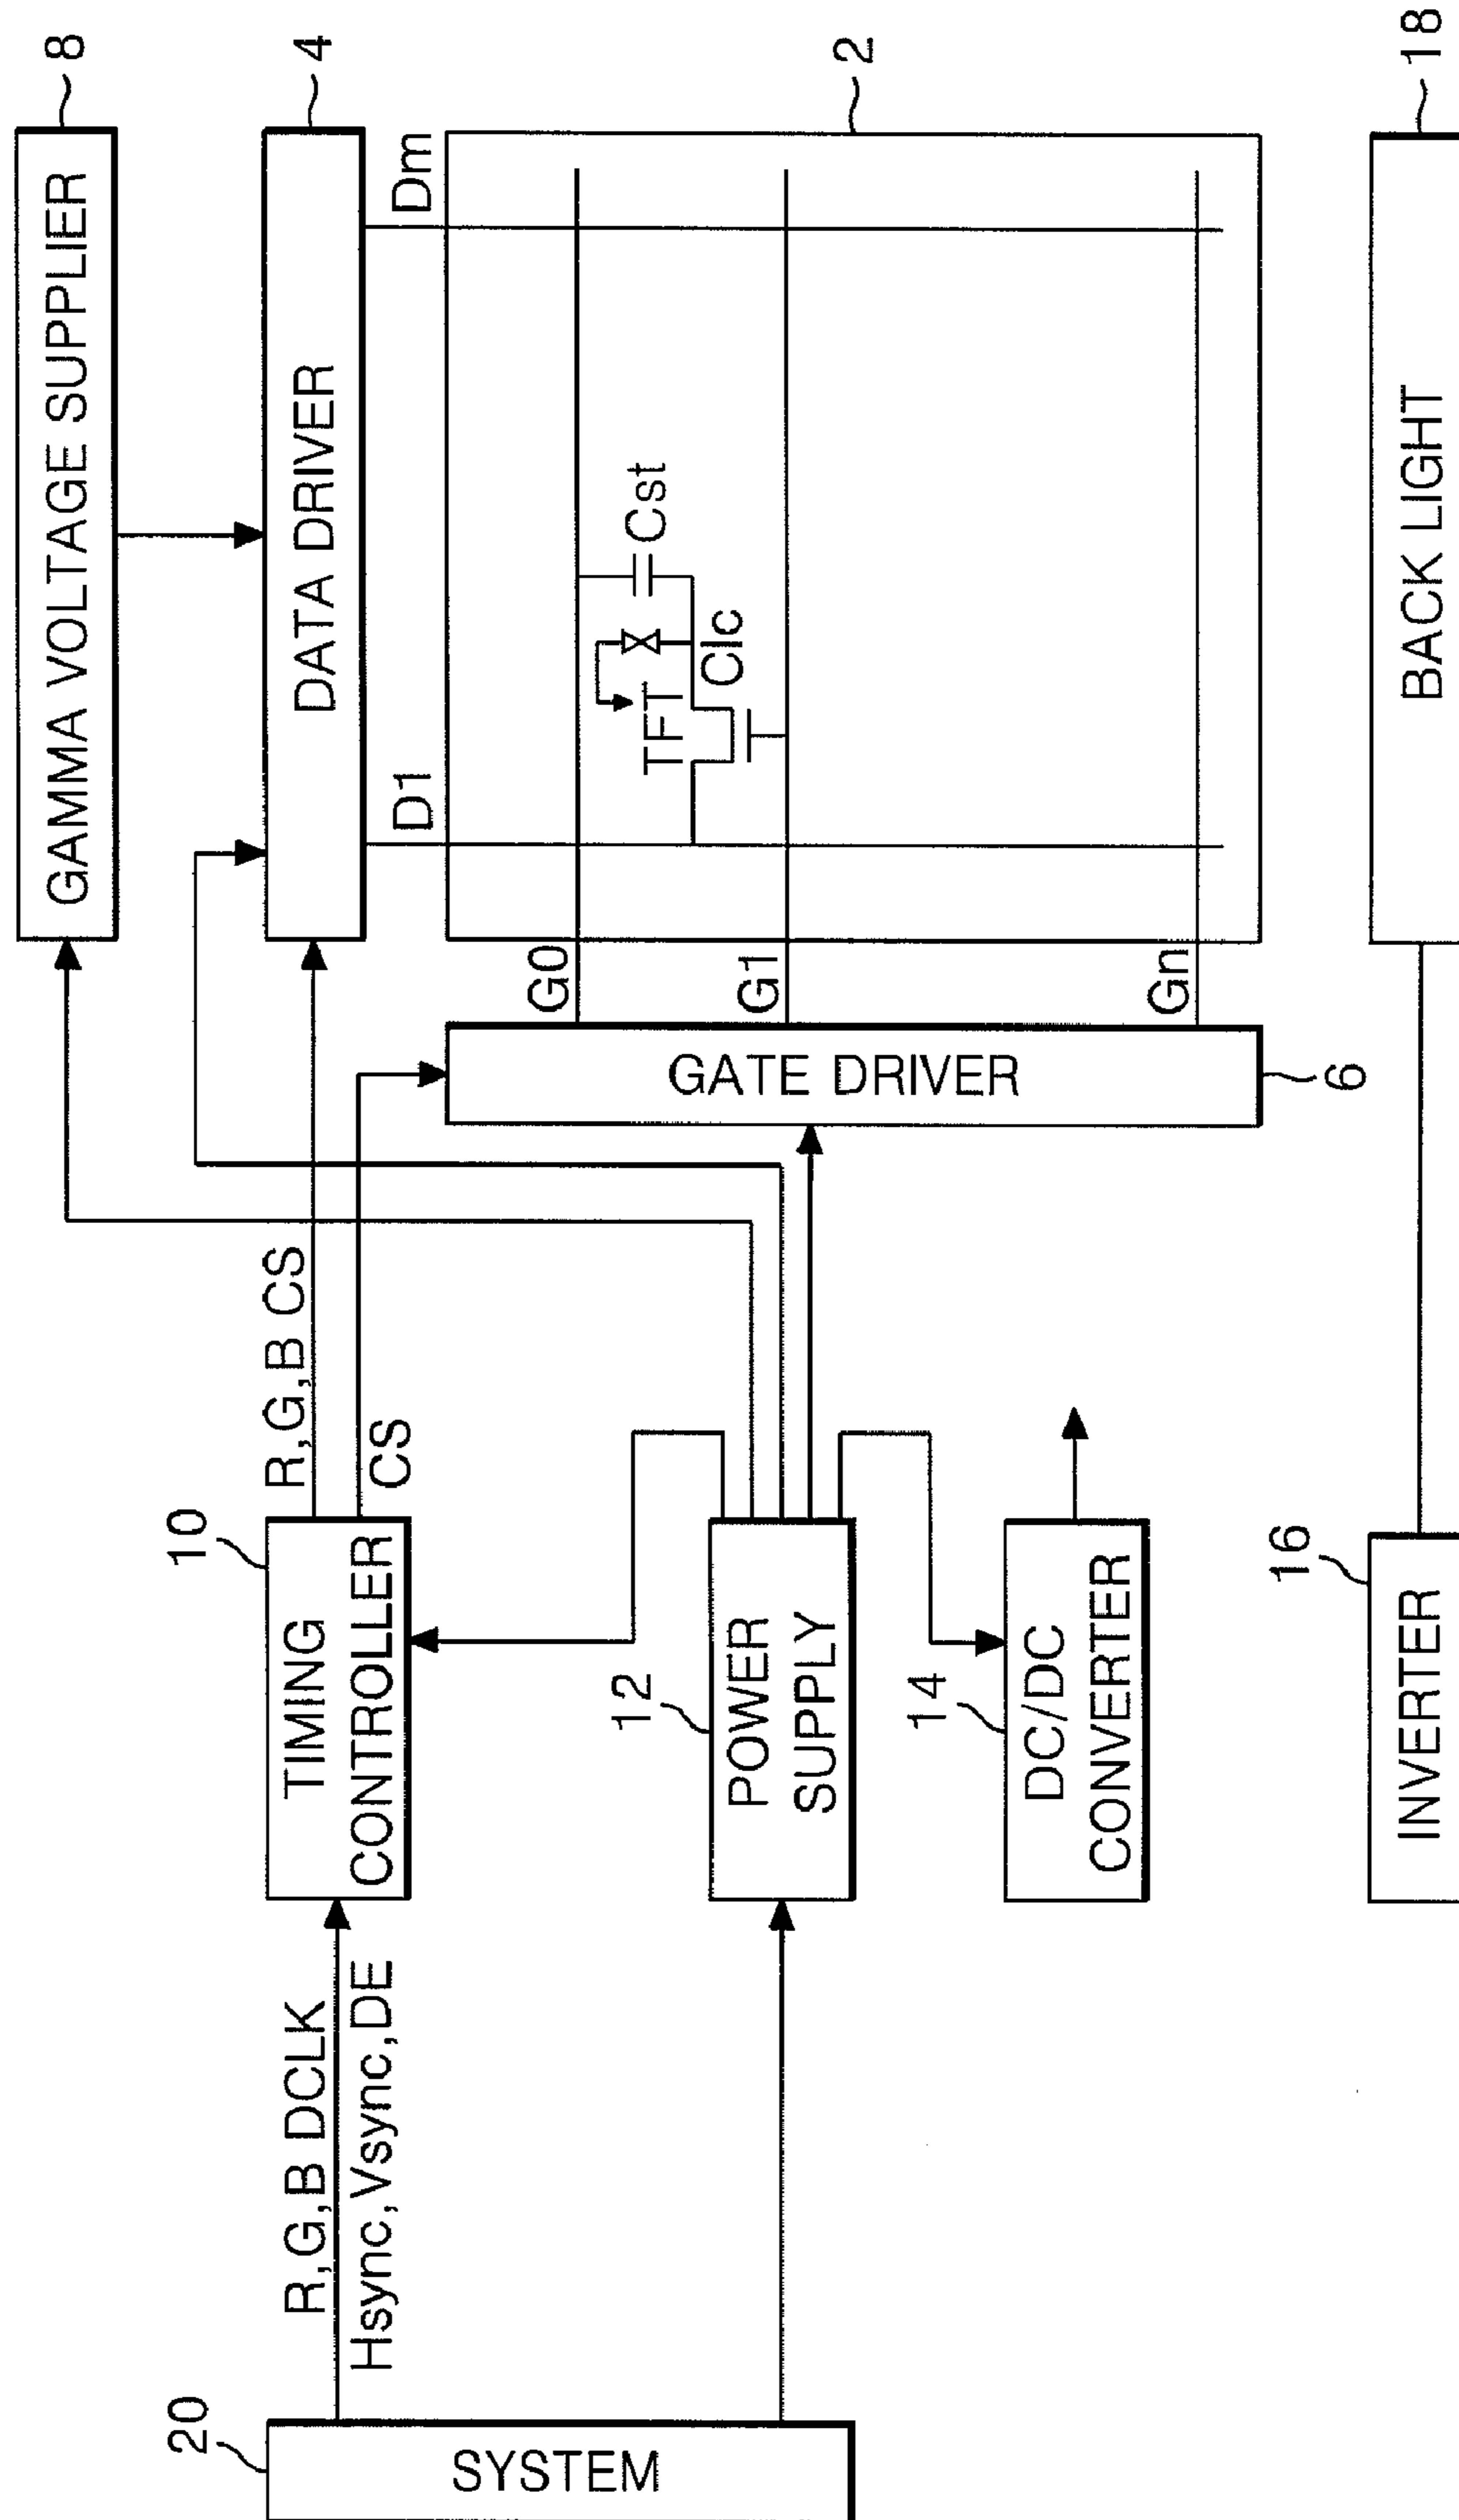 GAMMA VOLTAGE SUPPLIER
8
20
R,G,B DCLK
Hsync,Vsync,DE
SYSTEM
10
TIMING
CONTROLLER
R,G,B CS
CS
DATA DRIVER
4
D1
Dm
G0
G1
Gn
TFT
Clc
Cst
2
GATE DRIVER
6
12
POWER
SUPPLY
14
DC/DC
CONVERTER
16
INVERTER
BACK LIGHT
18